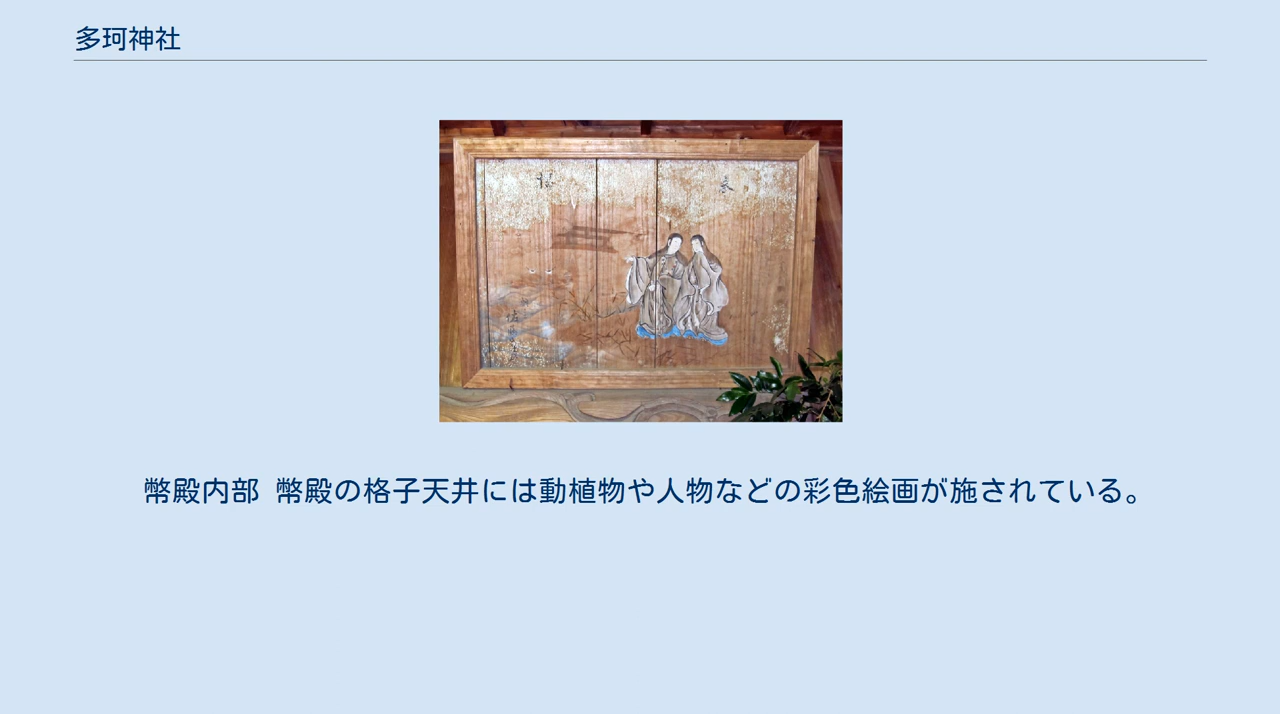 多珂神社
奉
幣殿内部 幣殿の格子天井には動植物や人物などの彩色絵画が施されている。